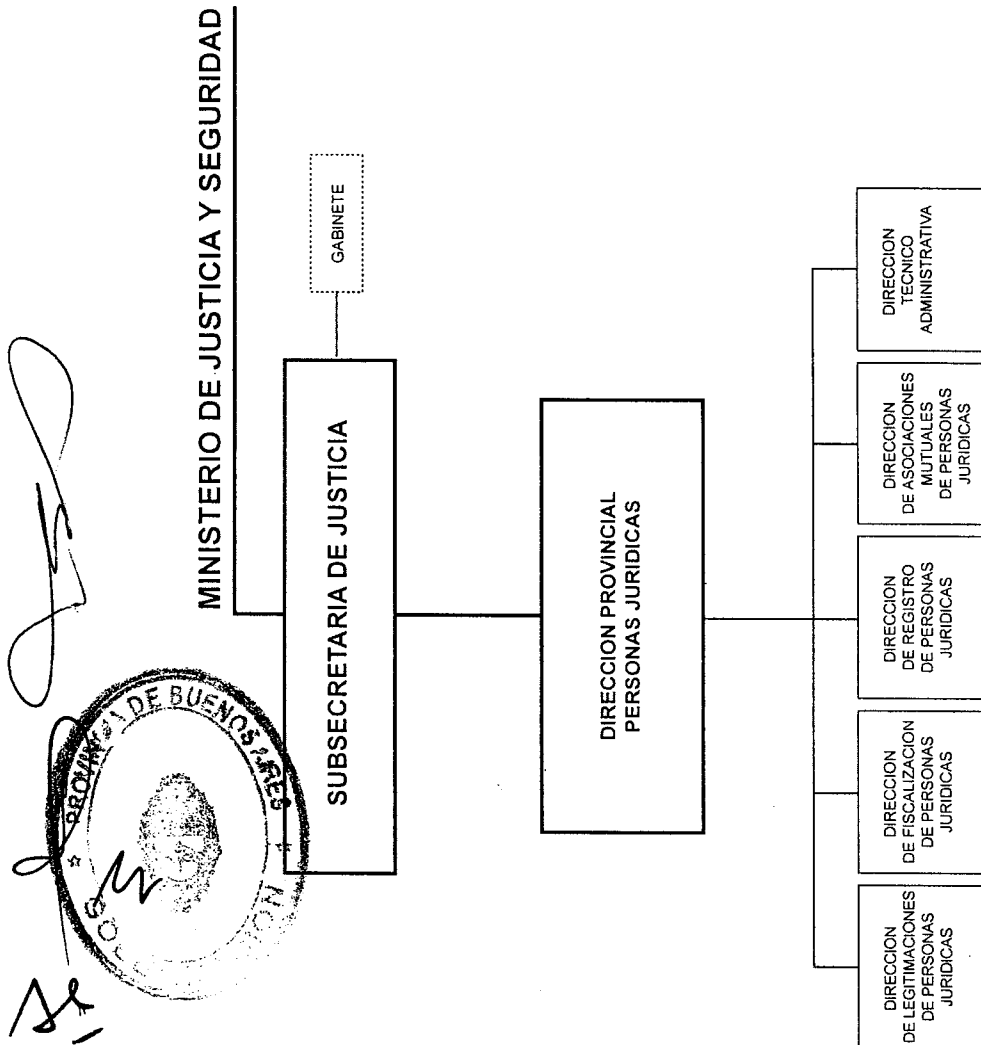 MINISTERIO DE JUSTICIA Y SEGURIDAD
SUBSECRETARIA DE JUSTICIA
GABINETE
DIRECCION PROVINCIAL
PERSONAS JURIDICAS
DIRECCION
DE LEGITIMACIONES
DE PERSONAS
JURIDICAS
DIRECCION
DE FISCALIZACION
DE PERSONAS
JURIDICAS
DIRECCION
DE REGISTRO
DE PERSONAS
JURIDICAS
DIRECCION
DE ASOCIACIONES
MUTUALES
DE PERSONAS
JURIDICAS
DIRECCION
TECNICO
ADMINISTRATIVA
DE BUENOS AIRES